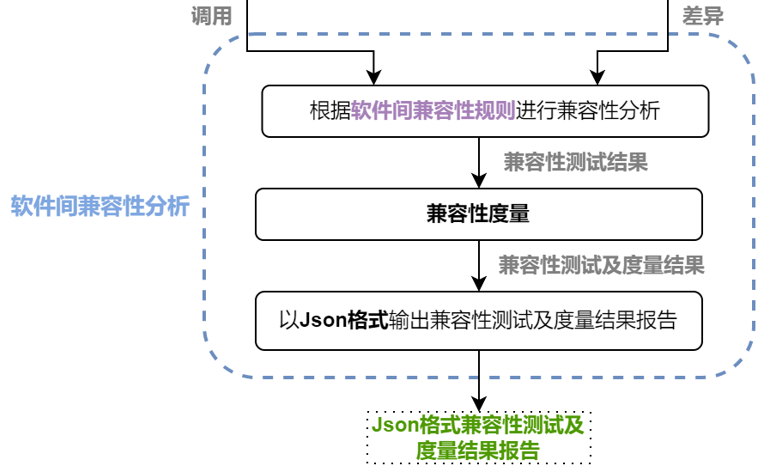 调用
差异
根据软件间兼容性规则进行兼容性分析
兼容性测试结果
软件间兼容性分析
兼容性度量
兼容性测试及度量结果
以Json格式输出兼容性测试及度量结果报告
Json格式兼容性测试及
度量结果报告